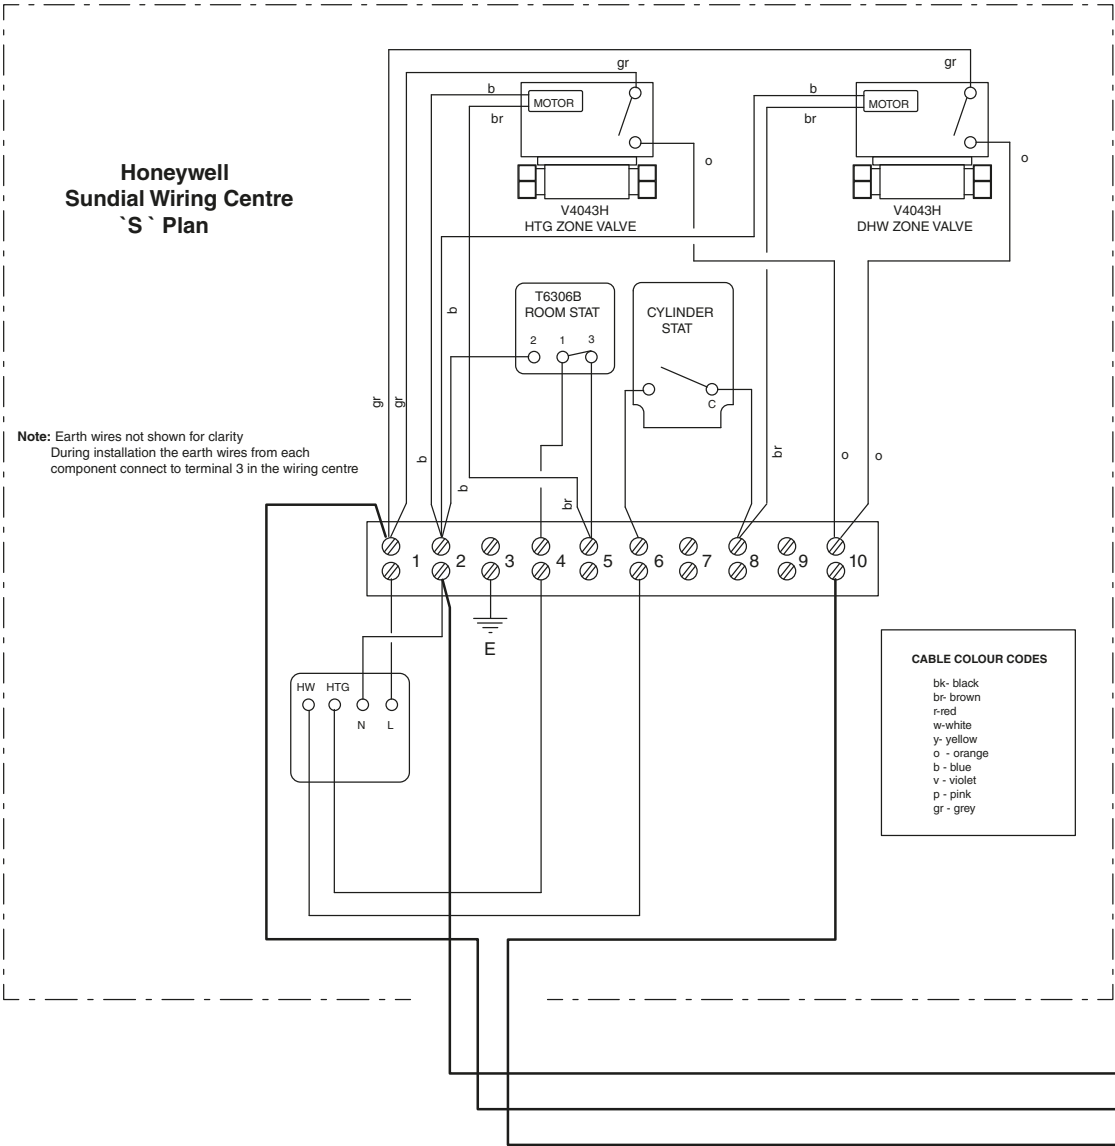 gr
gr
b
MOTOR
br
b
MOTOR
br
o
o
Honeywell
Sundial Wiring Centre
`S ` Plan
V4043H
HTG ZONE VALVE
V4043H
DHW ZONE VALVE
T6306B
ROOM STAT
2 1 3
CYLINDER
STAT
C
b
gr
gr
Note: Earth wires not shown for clarity
During installation the earth wires from each
component connect to terminal 3 in the wiring centre
b
b
br
br
o
o
1 2 3 4 5 6 7 8 9 10
E
HW HTG
N L
CABLE COLOUR CODES
bk- black
br- brown
r-red
w-white
y- yellow
o - orange
b - blue
v - violet
p - pink
gr - grey